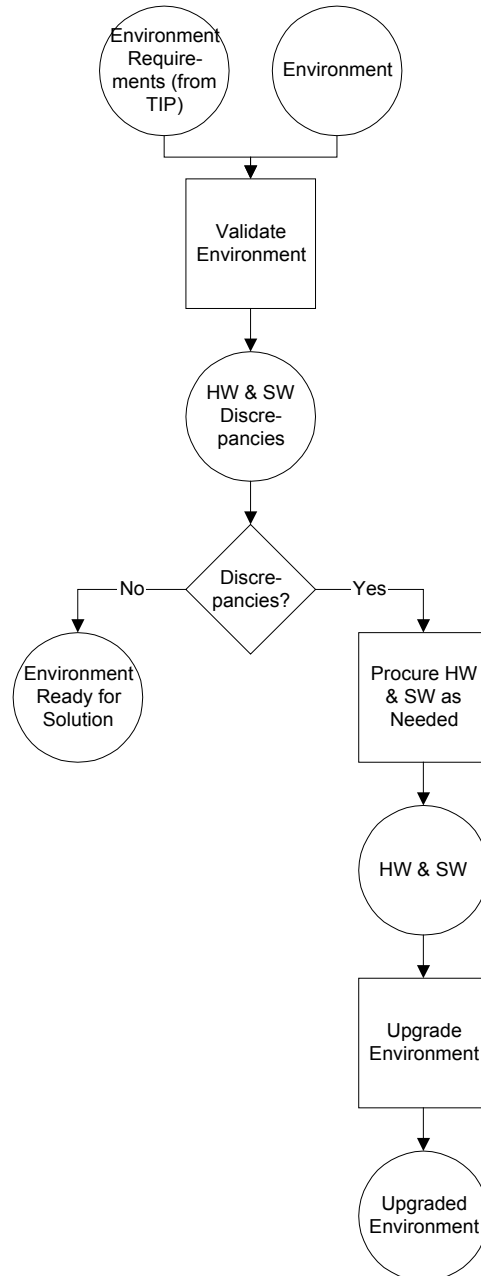 Environment
Require-
ments (from
TIP)
Environment
Validate
Environment
HW & SW
Discre-
pancies
Discre-
pancies?
No
Yes
Environment
Ready for
Solution
Procure HW
& SW as
Needed
HW & SW
Upgrade
Environment
Upgraded
Environment